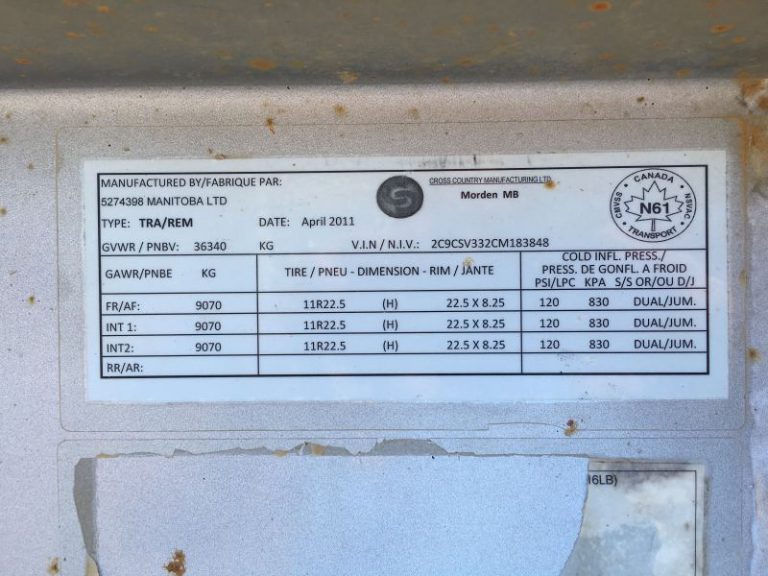 MANUFACTURED BY/FABRIQUE PAR:
5274398 MANITOBA LTD
S
CROSS COUNTRY MANUFACTURING LTD.
Morden MB
CANADA
CMVSS
NSVAC
N61
TRANSPORT
TYPE: TRA/REM DATE: April 2011
GVWR / PNBV: 36340 KG V.I.N / N.I.V.: 2C9CSV332CM183848
GAWR/PNBE KG TIRE / PNEU - DIMENSION - RIM / JANTE COLD INFL. PRESS./
PRESS. DE GONFL. A FROID
PSI/LPC KPA S/S OR/OU D/J
FR/AF: 9070 11R22.5 (H) 22.5 X 8.25 120 830 DUAL/JUM.
INT 1: 9070 11R22.5 (H) 22.5 X 8.25 120 830 DUAL/JUM.
INT2: 9070 11R22.5 (H) 22.5 X 8.25 120 830 DUAL/JUM.
RR/AR:
16LB)